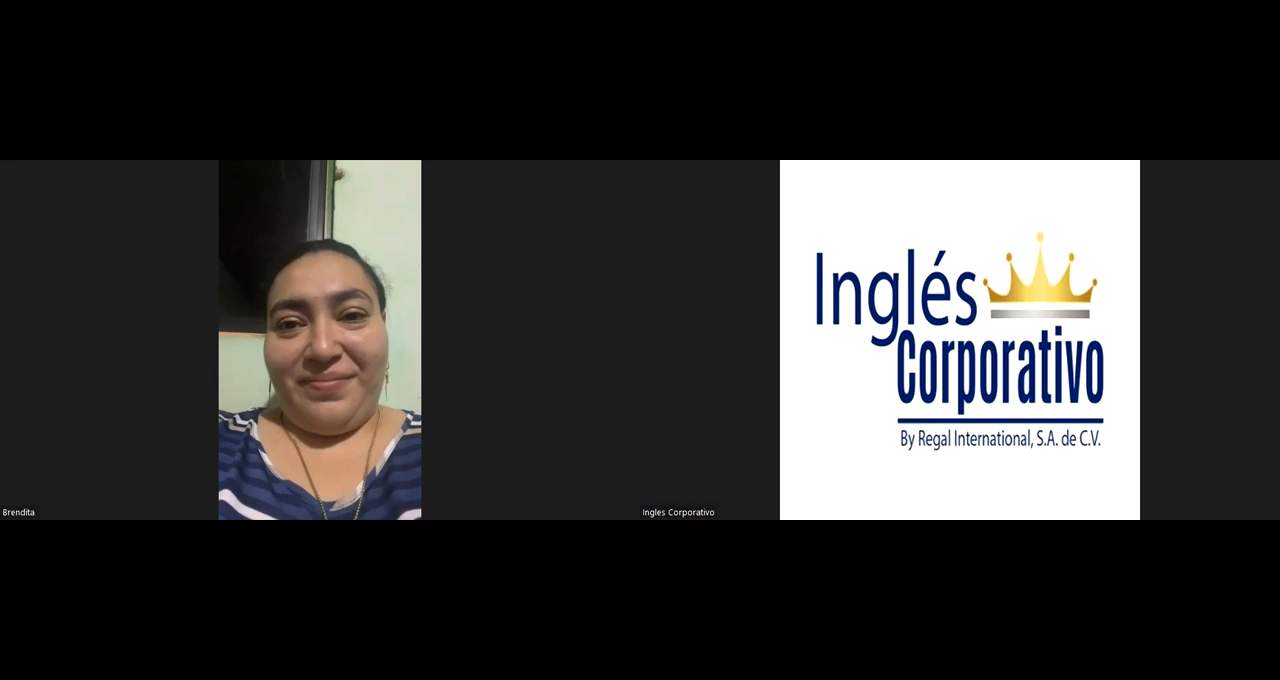 Brendita
Ingles Corporativo
Inglés
Corporativo
By Regal International, S.A. de C.V.